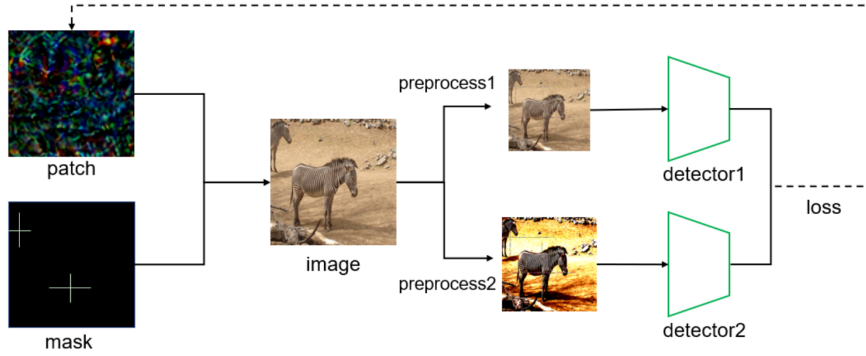 patch
mask
image
preprocess1
preprocess2
detector1
detector2
loss